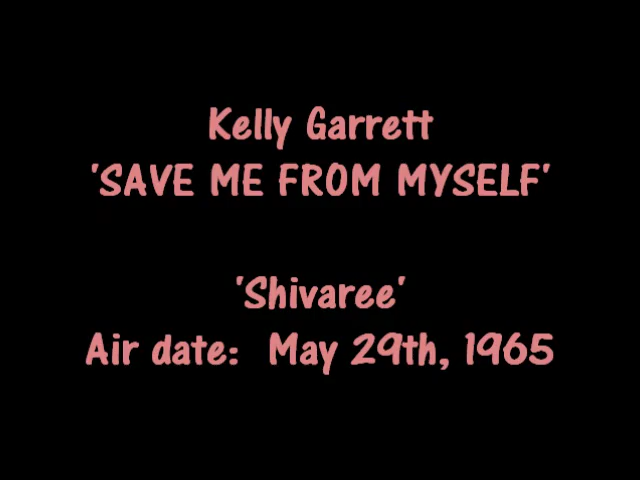 Kelly Garrett
'SAVE ME FROM MYSELF'
'Shivaree'
Air date: May 29th, 1965